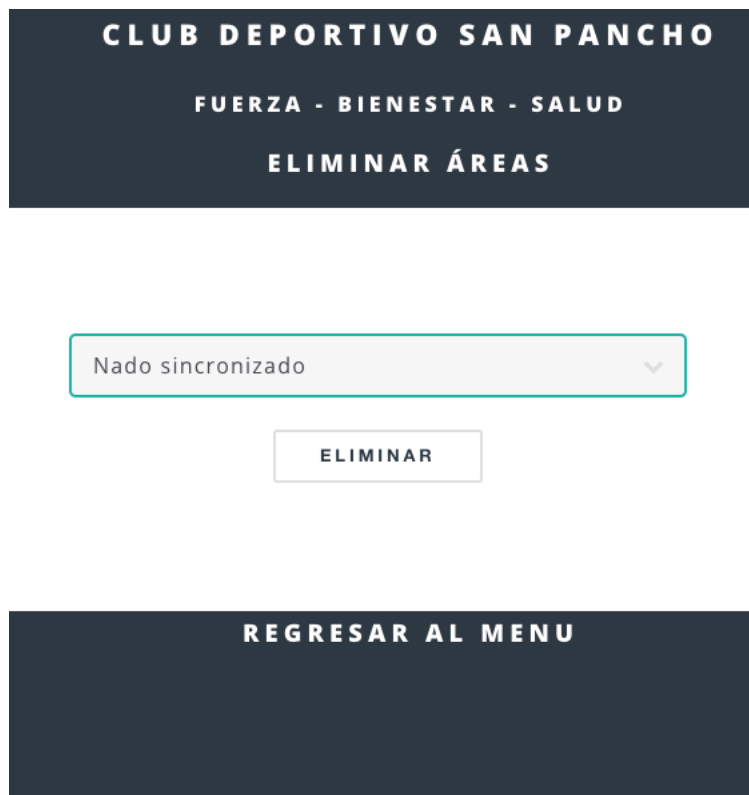 CLUB DEPORTIVO SAN PANCHO
FUERZA - BIENESTAR - SALUD
ELIMINAR ÁREAS
Nado sincronizado
ELIMINAR
REGRESAR AL MENU